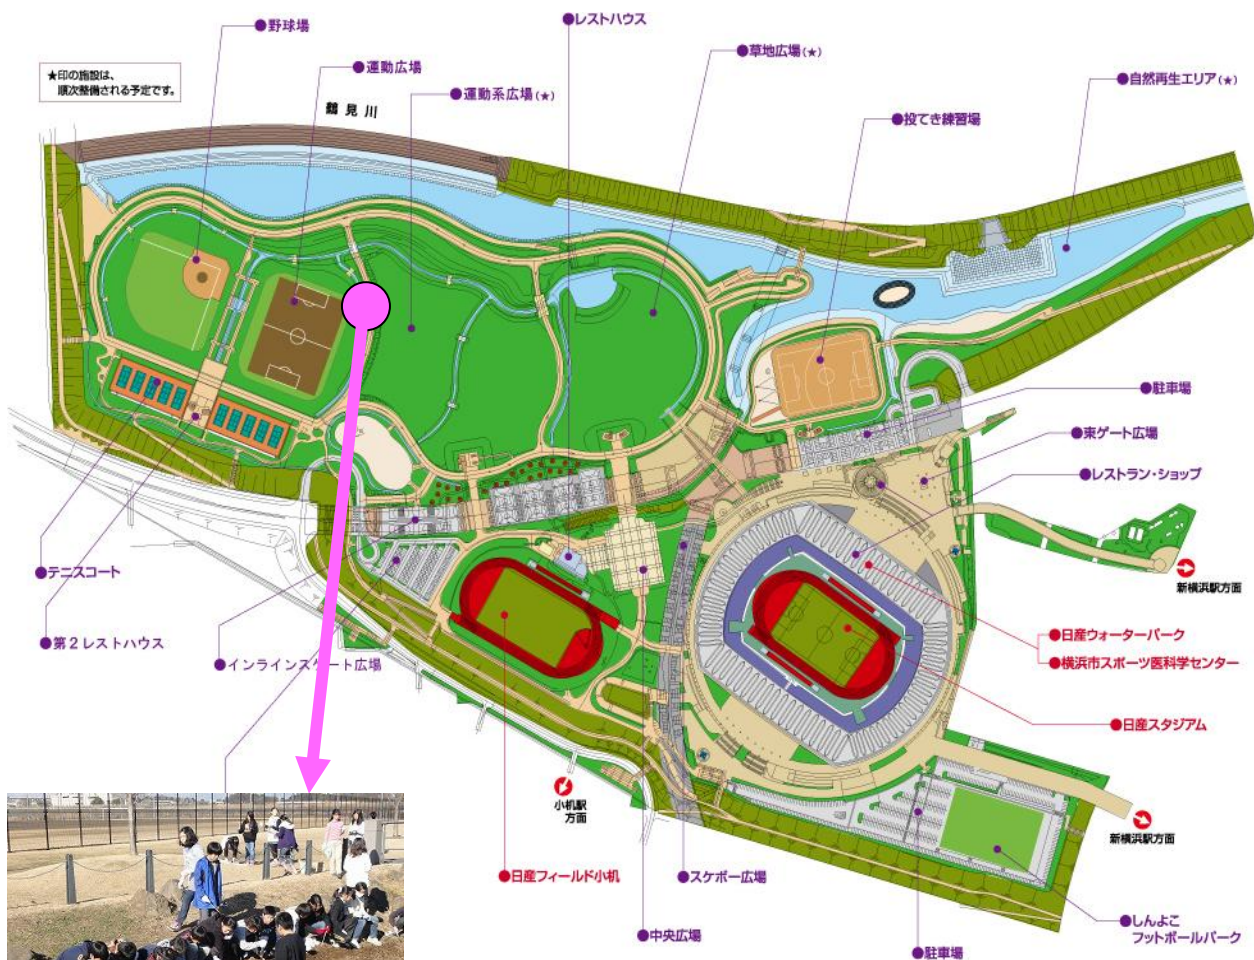 野球場
レストハウス
運動広場
草地広場(★)
★印の施設は、
順次整備される予定です。
運動系広場(★)
鶴見川
自然再生エリア(★)
投てき練習場
駐車場
東ゲート広場
レストラン・ショップ
テニスコート
新横浜駅方面
第2レストハウス
インラインスケート広場
日産ウォーターパーク
横浜市スポーツ医科学センター
日産スタジアム
小机駅
方面
新横浜駅方面
日産フィールド小机
スケボー広場
しんよこ
フットボールパーク
中央広場
駐車場